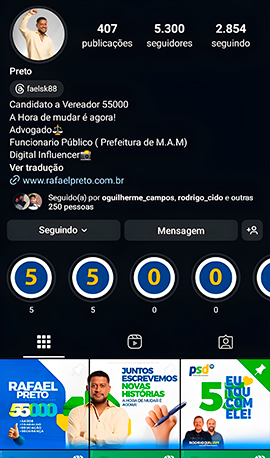 407 5.300 2.854
publicações seguidores seguindo
Preto
faelsk88
Candidato a Vereador 55000
A Hora de mudar é agora!
Advogado
Funcionario Público ( Prefeitura de M.A.M)
Digital Influencer
Ver tradução
www.rafaelpreto.com.br
Seguido(a) por oguilherme_campos, rodrigo_cido e outras
250 pessoas
Seguindo Mensagem
5 5 0 0
5 5 0 0
RAFAEL
PRETO
55000
JUNTOS
ESCREVEMOS
NOVAS
HISTÓRIAS
A HORA DE MUDAR É
AGORA!
psd
EU
TOU
COM
ELE!
5